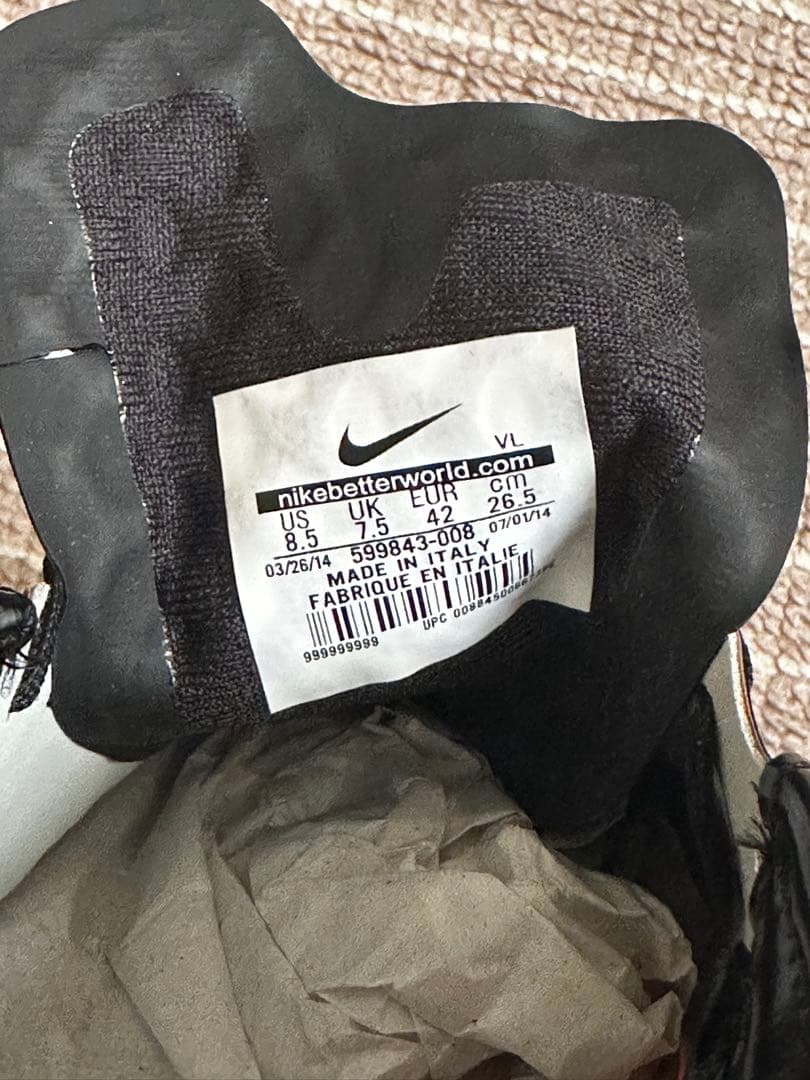 VL
nikebetterworld.com
US UK EUR cm
8.5 7.5 42 26.5
03/26/14 599843-008 07/01/14
MADE IN ITALY
FABRIQUE EN ITALIE
999999999 UPC